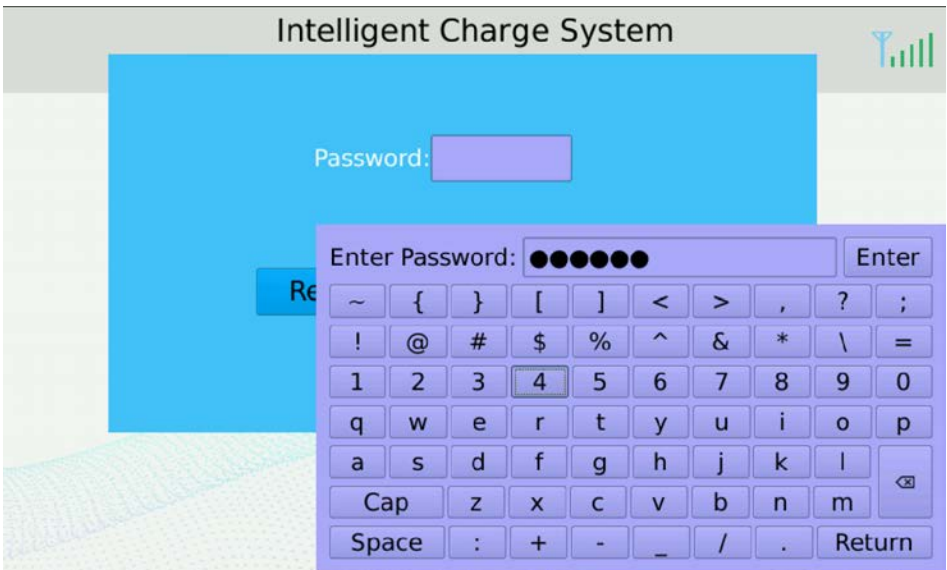 Intelligent Charge System
Password:
Enter Password: ●●●●●● Enter
Re
~ { } [ ] < > , ? ;
! @ # $ % ^ & * \ =
1 2 3 4 5 6 7 8 9 0
q w e r t y u i o p
a s d f g h j k l
Cap z x c v b n m
Space : + - _ / . Return